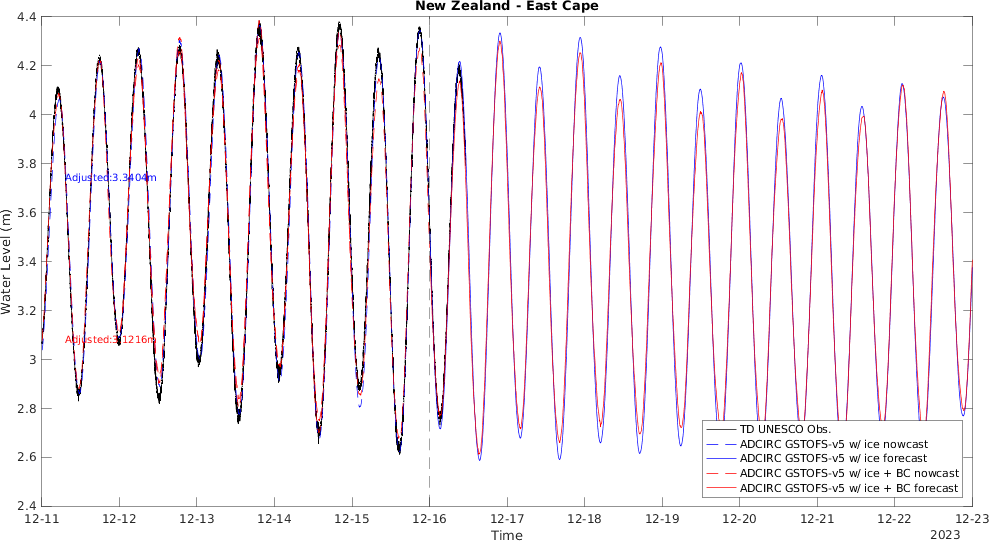 New Zealand - East Cape
4.4
4.2
4
3.8
3.6
3.4
3.2
3
2.8
2.6
2.4
Water Level (m)
Adjusted:3.3404m
Adjusted:3.1216m
TD UNESCO Obs.
ADCIRC GSTOFS-v5 w/ ice nowcast
ADCIRC GSTOFS-v5 w/ ice forecast
ADCIRC GSTOFS-v5 w/ ice + BC nowcast
ADCIRC GSTOFS-v5 w/ ice + BC forecast
12-11 12-12 12-13 12-14 12-15 12-16 12-17 12-18 12-19 12-20 12-21 12-22 12-23
Time
2023